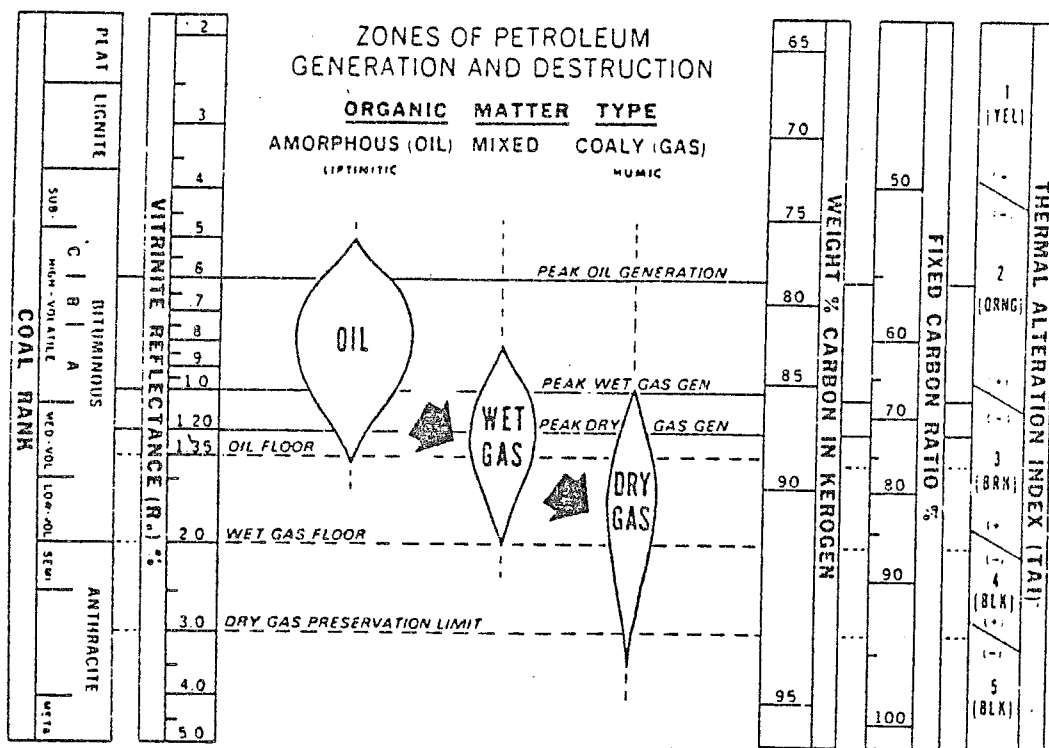 ZONES OF PETROLEUM
GENERATION AND DESTRUCTION
ORGANIC MATTER TYPE
AMORPHOUS (OIL) MIXED COALY (GAS)
LIPTINITIC HUMIC
COAL RANK
PEAT
LIGNITE
SUB.
HIGH-VOLATILE
C
B
A
MED-VOL
LOW-VOL
SEMI
META
BITUMINOUS
ANTHRACITE
VITRINITE REFLECTANCE (R₀) %
.2
.3
.4
.5
.6
.7
.8
.9
1.0
1.20
1.35
2.0
3.0
4.0
5.0
PEAK OIL GENERATION
OIL
PEAK WET GAS GEN
WET
GAS
PEAK DRY GAS GEN
OIL FLOOR
DRY
GAS
WET GAS FLOOR
DRY GAS PRESERVATION LIMIT
65
70
75
80
85
90
95
WEIGHT % CARBON IN KEROGEN
50
60
70
80
90
100
FIXED CARBON RATIO %
1
(YEL)
(+)
(-)
2
(ORNG)
(+)
(-)
3
(BRN)
(+)
(-)
4
(BLK)
(+)
(-)
5
(BLK)
THERMAL ALTERATION INDEX (TAI)